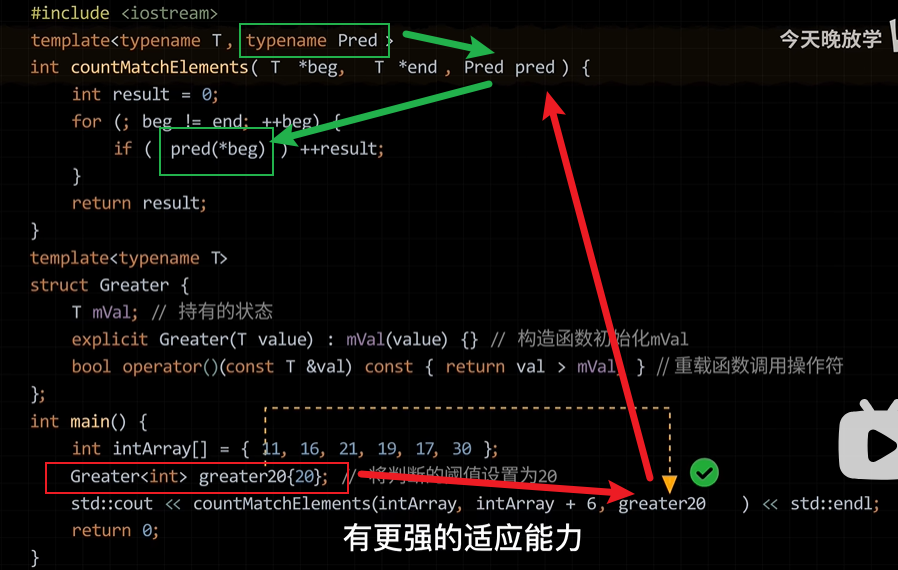 #include <iostream>
template<typename T, typename Pred >
今天晚放学
int countMatchElements( T *beg, T *end , Pred pred ) {
int result = 0;
for (; beg != end; ++beg) {
if ( pred(*beg) ) ++result;
}
return result;
}
template<typename T>
struct Greater {
T mVal; // 持有的状态
explicit Greater(T value) : mVal(value) {} // 构造函数初始化mVal
bool operator()(const T &val) const { return val > mVal; } // 重载函数调用操作符
};
int main() {
int intArray[] = { 11, 16, 21, 19, 17, 30 };
Greater<int> greater20{20}; // 将判断的阈值设置为20
std::cout << countMatchElements(intArray, intArray + 6, greater20 ) << std::endl;
return 0;
有更强的适应能力
}